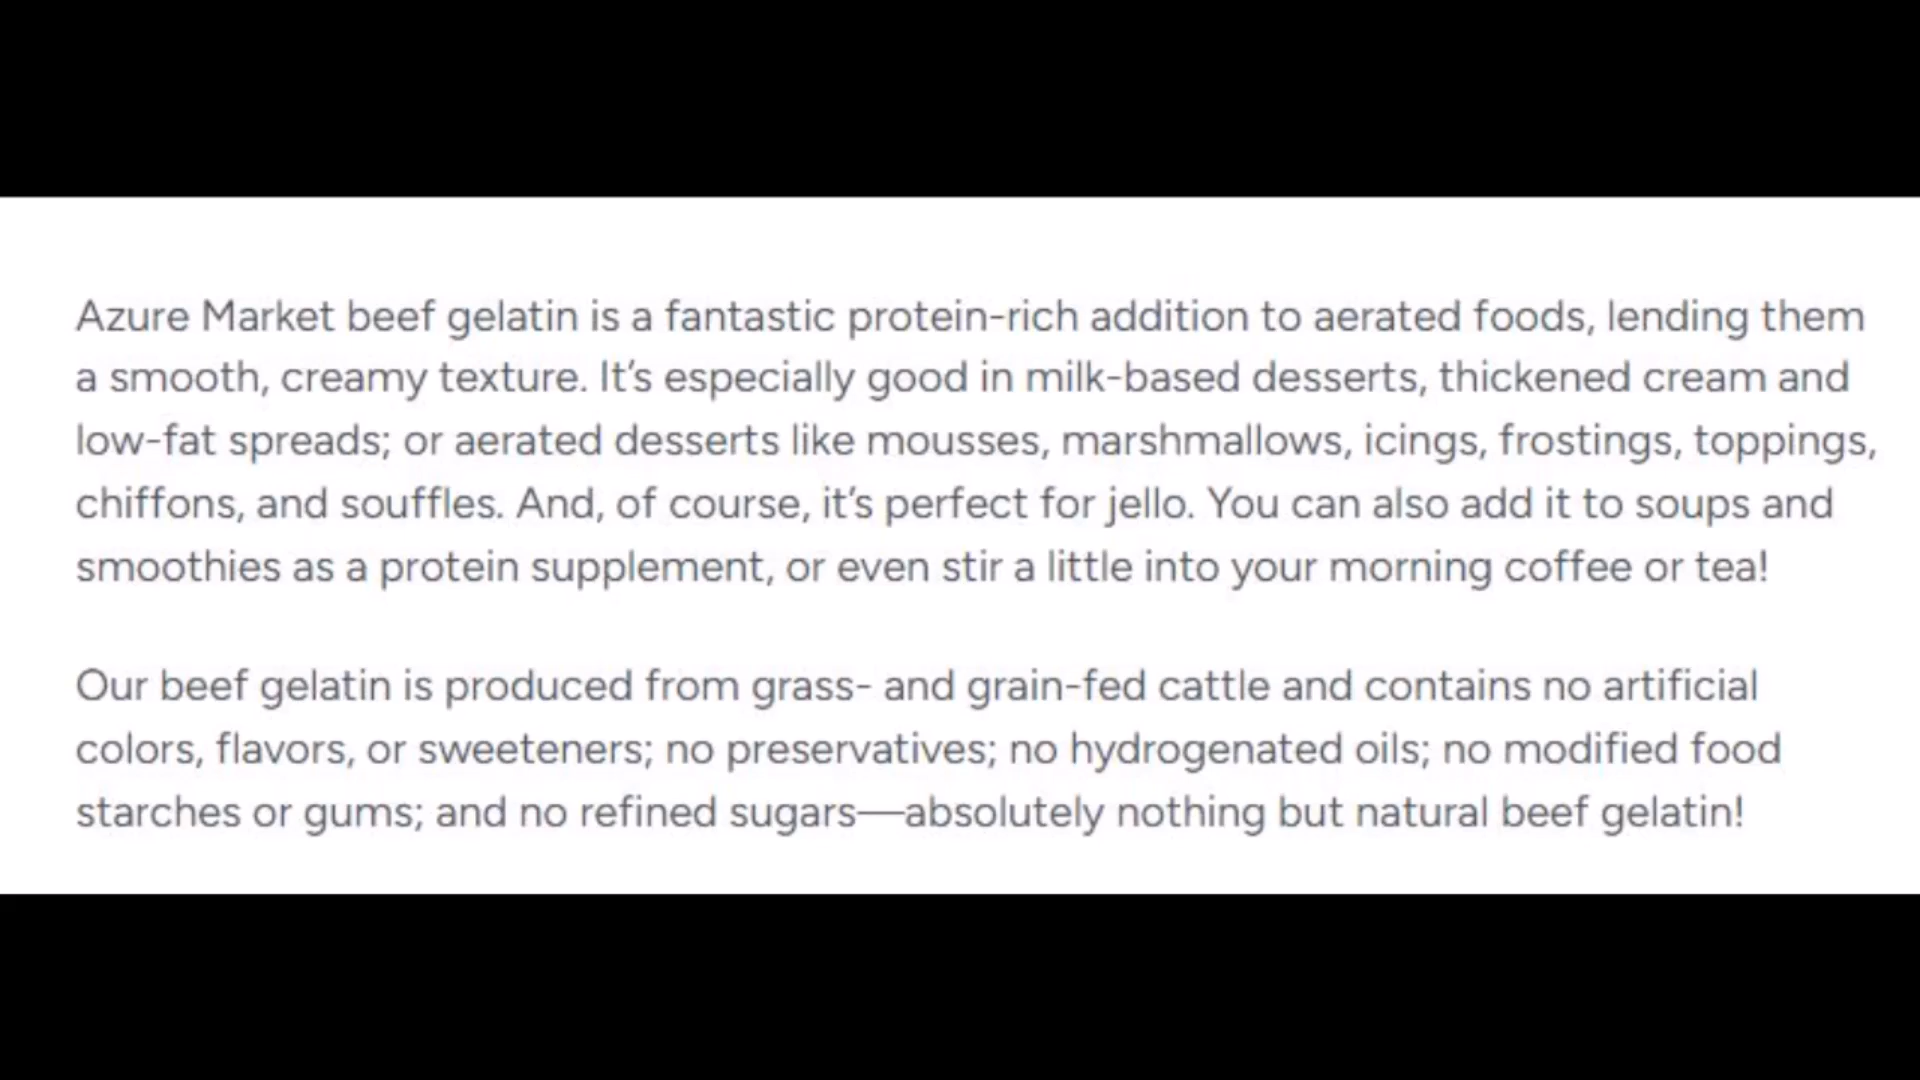 Azure Market beef gelatin is a fantastic protein-rich addition to aerated foods, lending them
a smooth, creamy texture. It’s especially good in milk-based desserts, thickened cream and
low-fat spreads; or aerated desserts like mousses, marshmallows, icings, frostings, toppings,
chiffons, and souffles. And, of course, it’s perfect for jello. You can also add it to soups and
smoothies as a protein supplement, or even stir a little into your morning coffee or tea!
Our beef gelatin is produced from grass- and grain-fed cattle and contains no artificial
colors, flavors, or sweeteners; no preservatives; no hydrogenated oils; no modified food
starches or gums; and no refined sugars—absolutely nothing but natural beef gelatin!